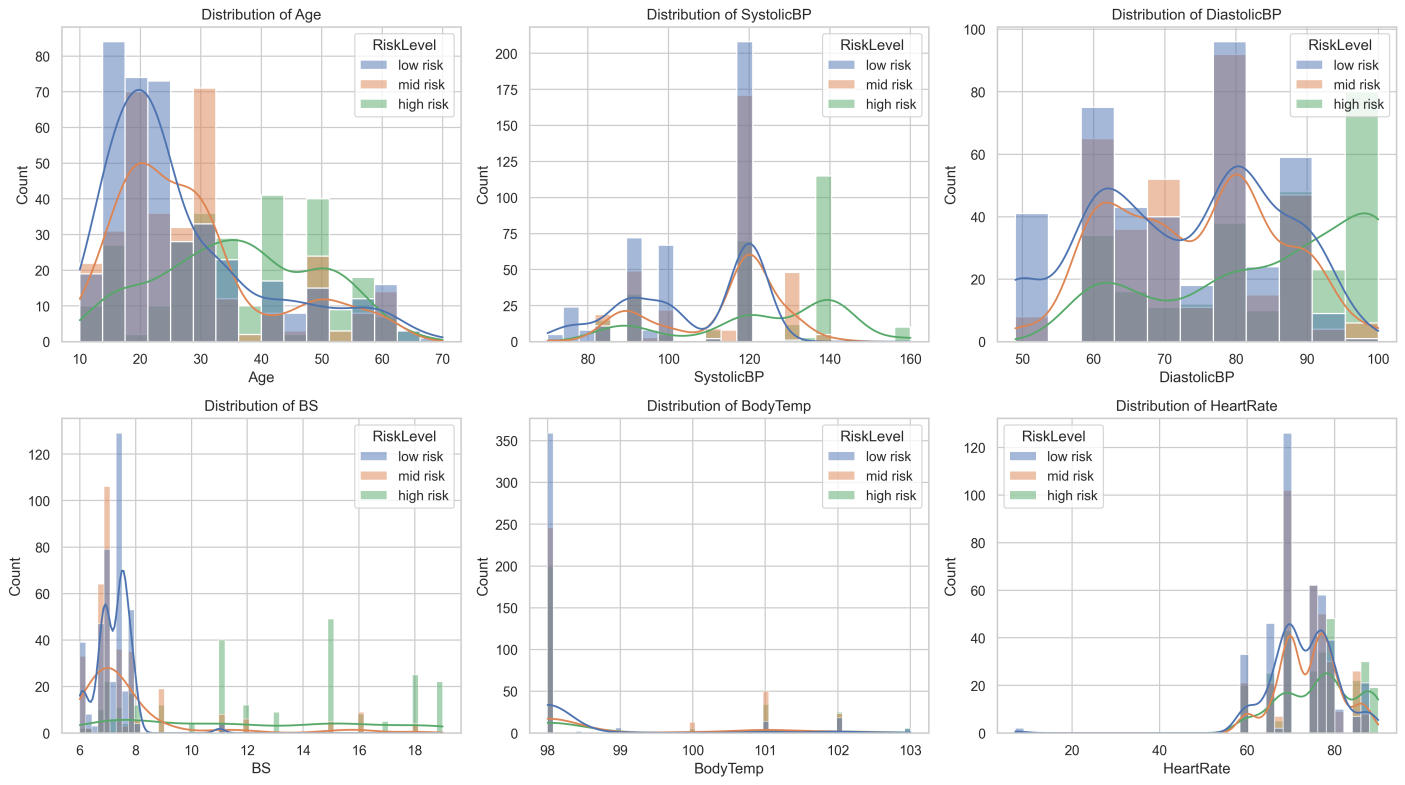 Distribution of Age
RiskLevel
low risk
mid risk
high risk
80
70
60
50
40
30
20
10
0
Count
10 20 30 40 50 60 70
Age
Distribution of SystolicBP
RiskLevel
low risk
mid risk
high risk
200
175
150
125
100
75
50
25
0
Count
80 100 120 140 160
SystolicBP
Distribution of DiastolicBP
RiskLevel
low risk
mid risk
high risk
100
80
60
40
20
0
Count
50 60 70 80 90 100
DiastolicBP
Distribution of BS
RiskLevel
low risk
mid risk
high risk
120
100
80
60
40
20
0
Count
6 8 10 12 14 16 18
BS
Distribution of BodyTemp
RiskLevel
low risk
mid risk
high risk
350
300
250
200
150
100
50
0
Count
98 99 100 101 102 103
BodyTemp
Distribution of HeartRate
RiskLevel
low risk
mid risk
high risk
120
100
80
60
40
20
0
Count
20 40 60 80
HeartRate